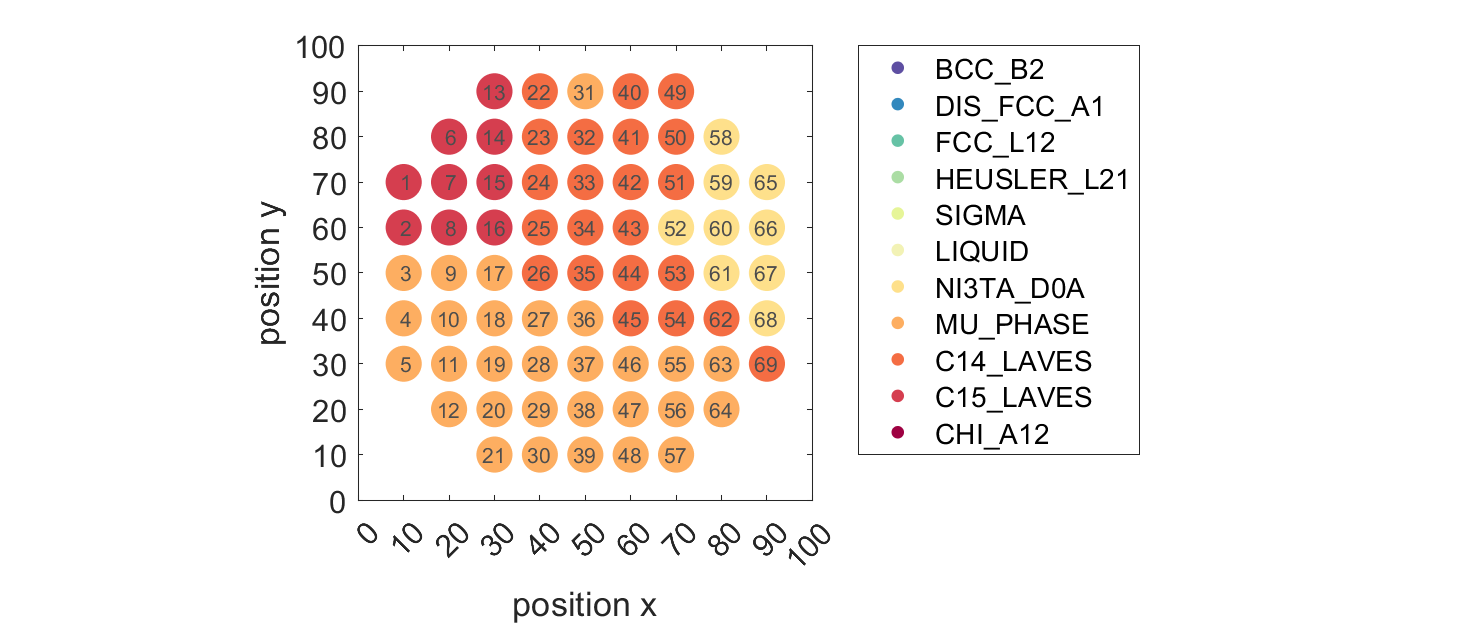 100
90
80
70
60
50
40
30
20
10
0
13 22 31 40 49
6 14 23 32 41 50 58
1 7 15 24 33 42 51 59 65
2 8 16 25 34 43 52 60 66
3 9 17 26 35 44 53 61 67
4 10 18 27 36 45 54 62 68
5 11 19 28 37 46 55 63 69
12 20 29 38 47 56 64
21 30 39 48 57
0 10 20 30 40 50 60 70 80 90 100
position x
position y
BCC_B2
DIS_FCC_A1
FCC_L12
HEUSLER_L21
SIGMA
LIQUID
NI3TA_D0A
MU_PHASE
C14_LAVES
C15_LAVES
CHI_A12